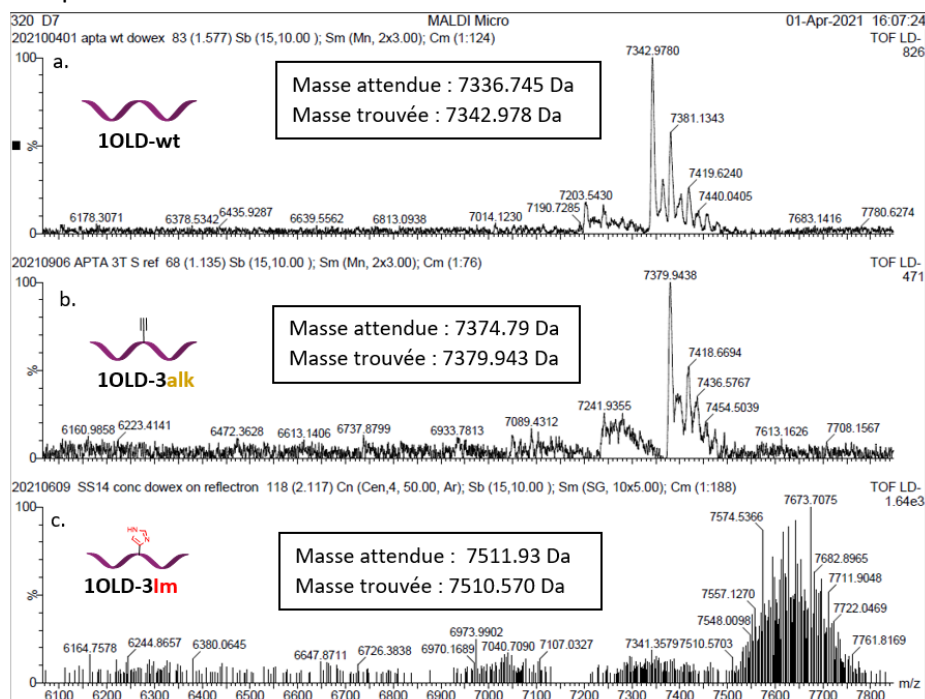 320 D7 MALDI Micro 01-Apr-2021 16:07:24
202100401 apta wt dowex 83 (1.577) Sb (15,10.00 ); Sm (Mn, 2x3.00); Cm (1:124) TOF LD-
826
100
%
0
a.
1OLD-wt
Masse attendue : 7336.745 Da
Masse trouvée : 7342.978 Da
7342.9780
7381.1343
7419.6240
7440.0405
7203.5430
7190.7285
6178.3071 6378.5342 6435.9287 6639.5562 6813.0938 7014.1230 7683.1416 7780.6274
20210906 APTA 3T S ref 68 (1.135) Sb (15,10.00 ); Sm (Mn, 2x3.00); Cm (1:76) TOF LD-
471
100
%
0
b.
1OLD-3alk
Masse attendue : 7374.79 Da
Masse trouvée : 7379.943 Da
7379.9438
7418.6694
7436.5767
7454.5039
7241.9355
6160.9858 6223.4141 6472.3628 6613.1406 6737.8799 6933.7813 7089.4312 7613.1626 7708.1567
20210609 SS14 conc dowex on reflectron 118 (2.117) Cn (Cen,4, 50.00, Ar); Sb (15,10.00 ); Sm (SG, 10x5.00); Cm (1:188) TOF LD-
1.64e3
100
%
0
c.
HN
N
1OLD-3Im
Masse attendue : 7511.93 Da
Masse trouvée : 7510.570 Da
7673.7075
7574.5366
7682.8965
7711.9048
7557.1270
7722.0469
7548.0098
7761.8169
6164.7578 6244.8657 6380.0645 6647.8711 6726.3838 6970.1689 6973.9902 7040.7090 7107.0327 7341.3579 7510.5703
6100 6200 6300 6400 6500 6600 6700 6800 6900 7000 7100 7200 7300 7400 7500 7600 7700 7800 m/z